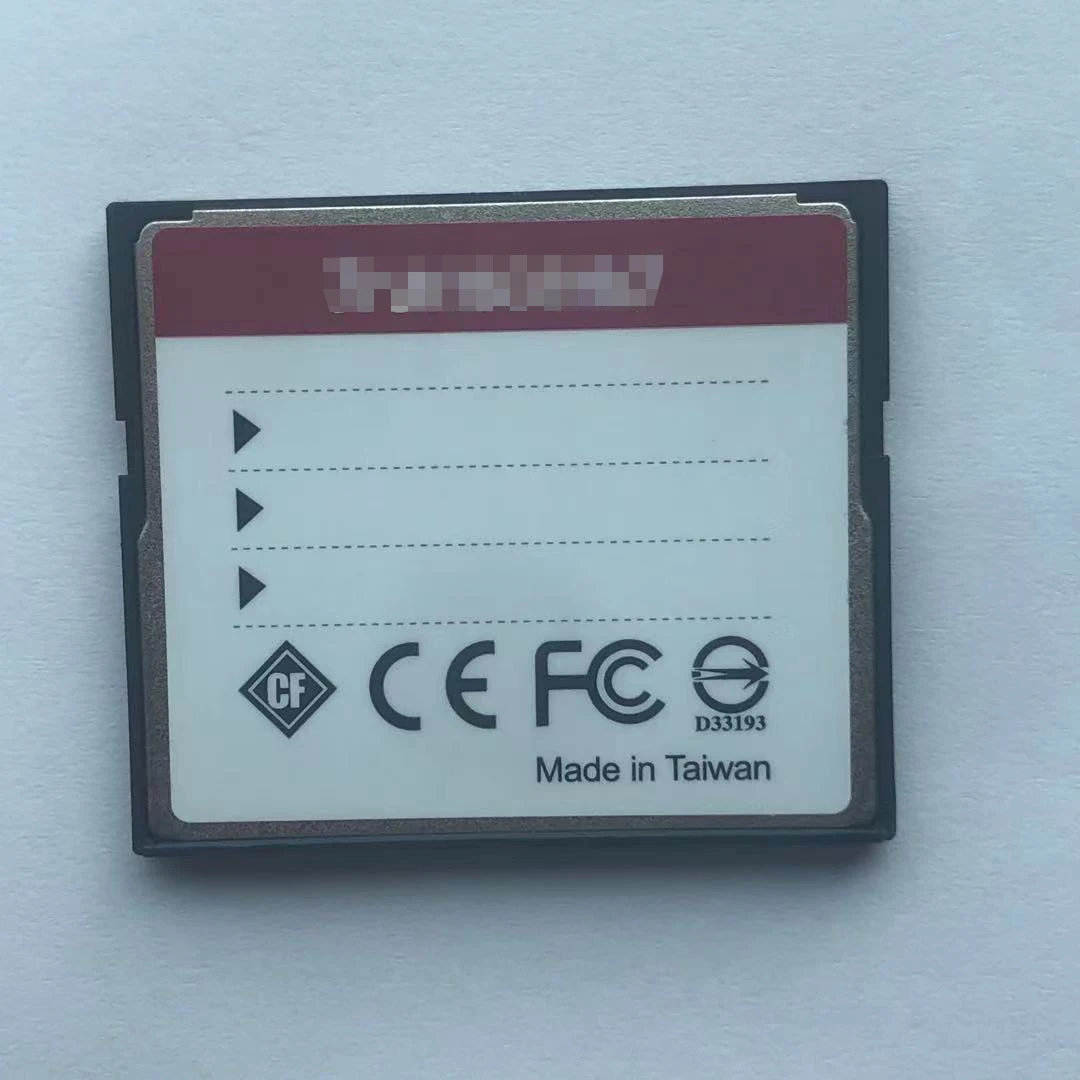 CF CE FC
D33193
Made in Taiwan